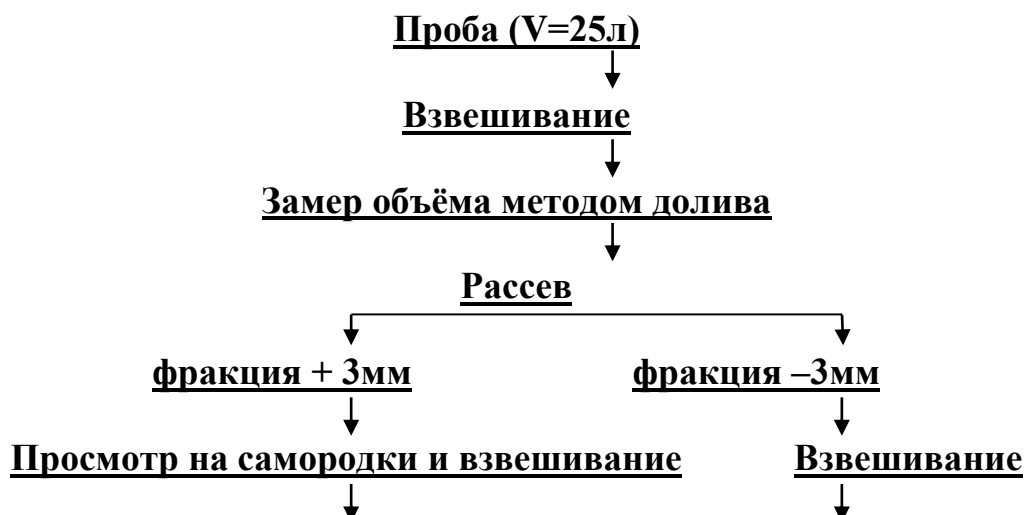 Проба (V=25л)
Взвешивание
Замер объёма методом долива
Рассев
фракция + 3мм
фракция –3мм
Просмотр на самородки и взвешивание
Взвешивание